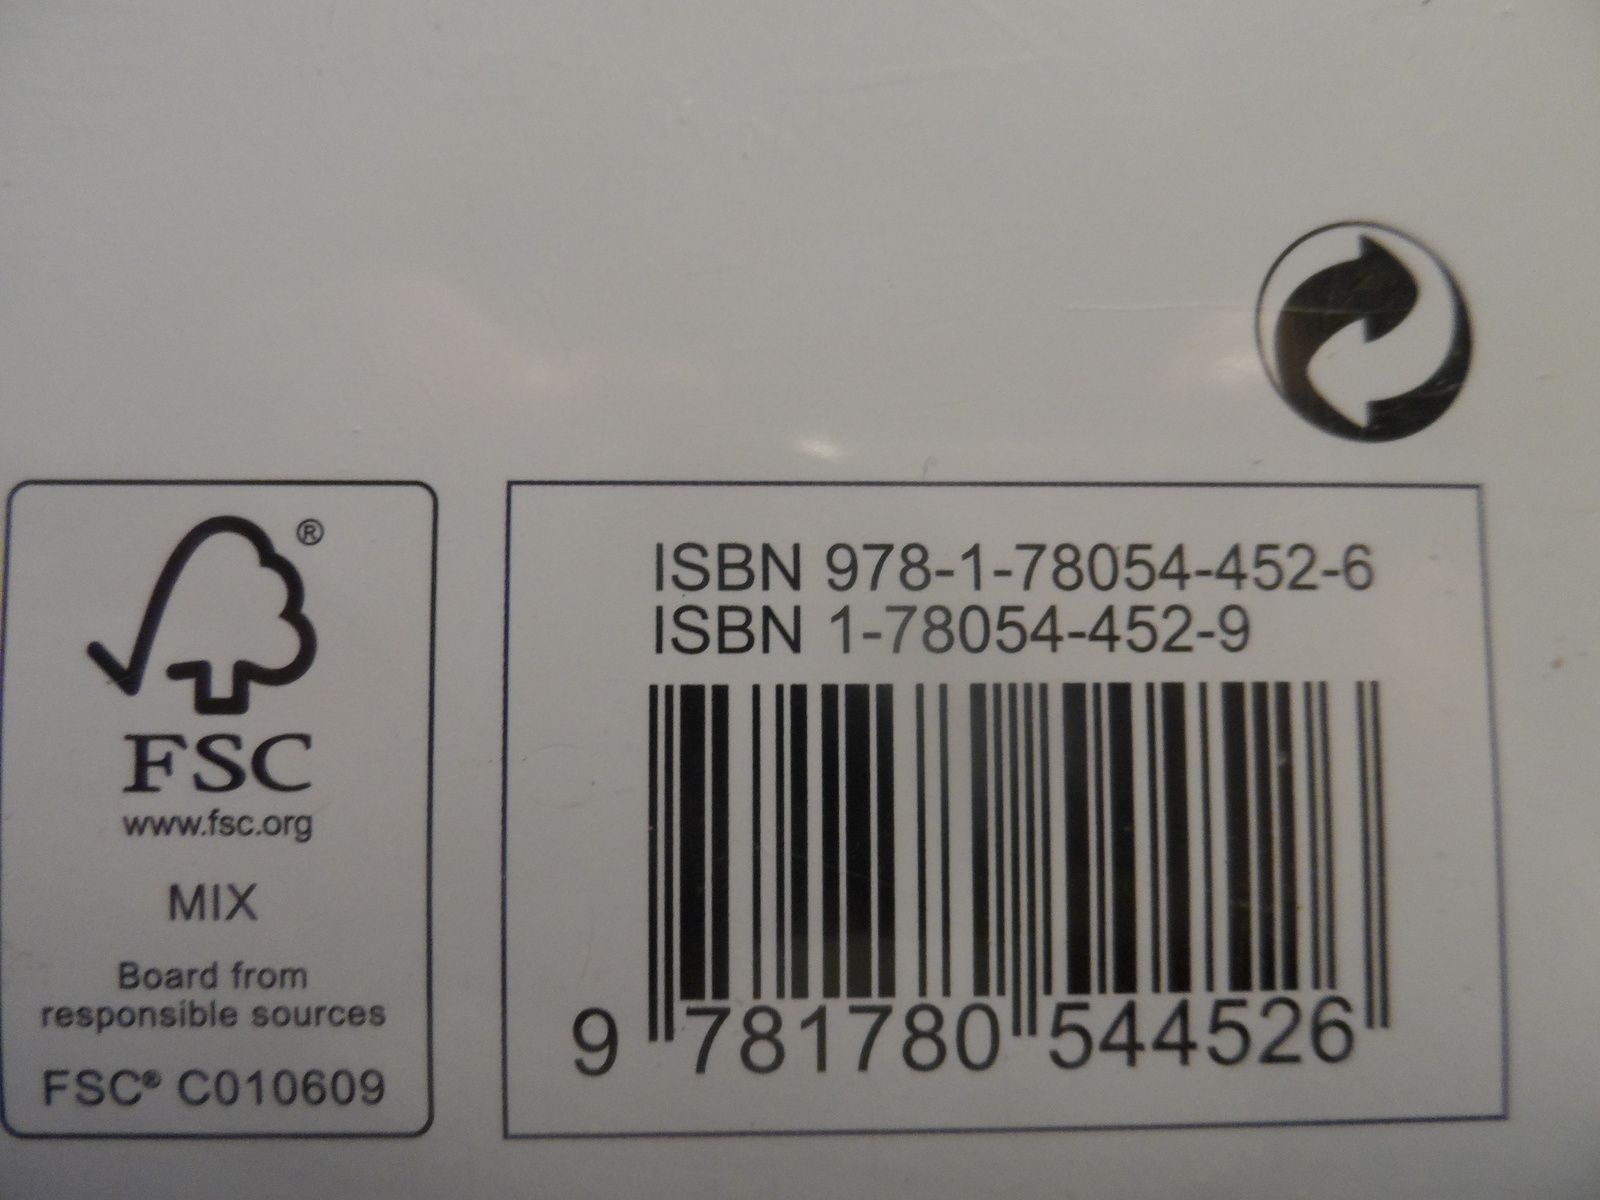 ®
FSC
www.fsc.org
MIX
Board from
responsible sources
FSC® C010609
ISBN 978-1-78054-452-6
ISBN 1-78054-452-9
9 781780 544526